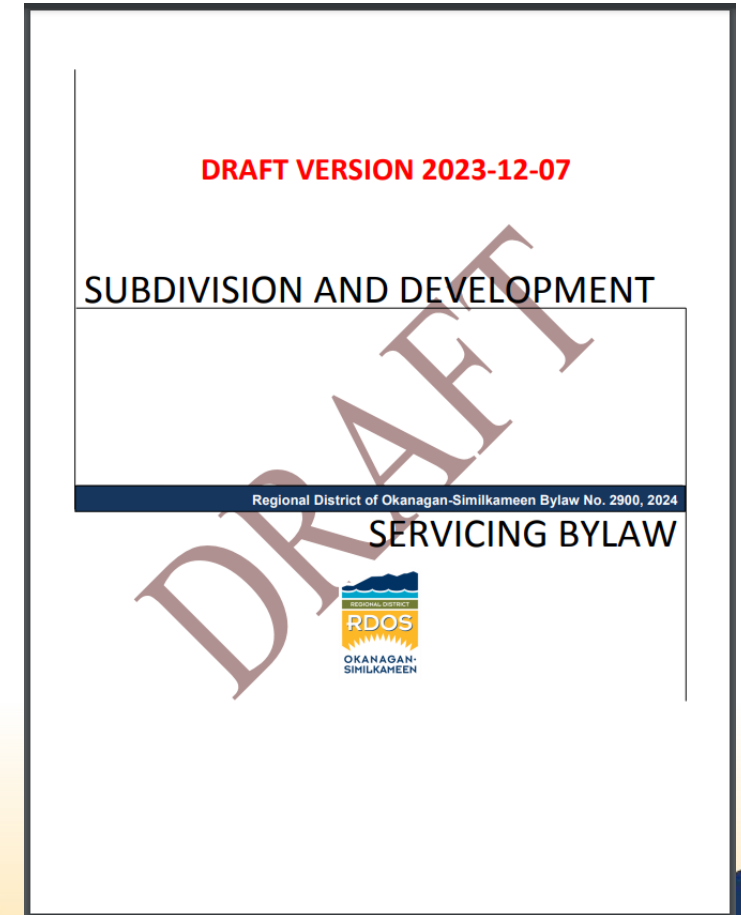 DRAFT VERSION 2023-12-07
SUBDIVISION AND DEVELOPMENT
DRAFT
Regional District of Okanagan-Similkameen Bylaw No. 2900, 2024
SERVICING BYLAW
REGIONAL DISTRICT
RDOS
OKANAGAN-
SIMILKAMEEN